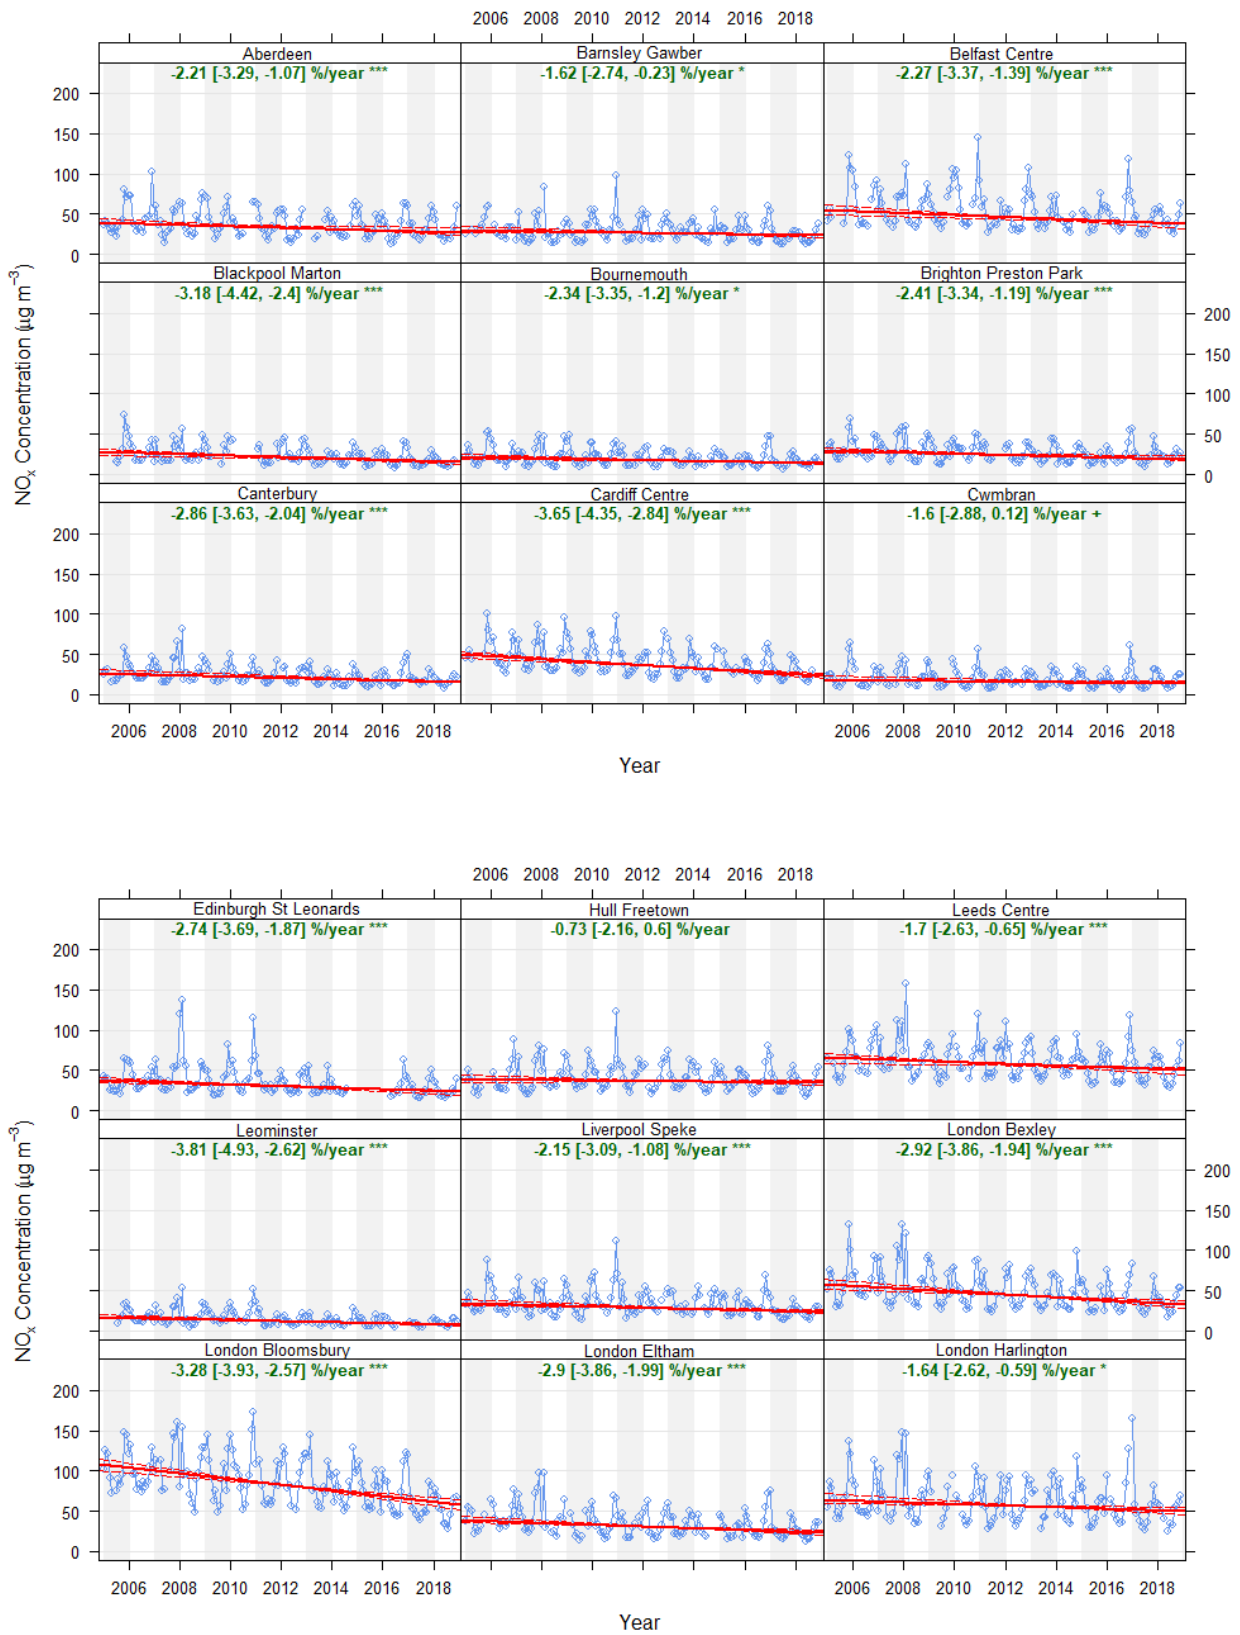 2006 2008 2010 2012 2014 2016 2018
Aberdeen Barnsley Gawber Belfast Centre
-2.21 [-3.29, -1.07] %/year *** -1.62 [-2.74, -0.23] %/year * -2.27 [-3.37, -1.39] %/year ***
200
150
100
50
0
Blackpool Marton Bournemouth Brighton Preston Park
-3.18 [-4.42, -2.4] %/year *** -2.34 [-3.35, -1.2] %/year * -2.41 [-3.34, -1.19] %/year ***
200
150
100
50
0
Canterbury Cardiff Centre Cwmbran
-2.86 [-3.63, -2.04] %/year *** -3.65 [-4.35, -2.84] %/year *** -1.6 [-2.88, 0.12] %/year +
200
150
100
50
0
NOx Concentration (µg m⁻³)
2006 2008 2010 2012 2014 2016 2018 2006 2008 2010 2012 2014 2016 2018
Year
2006 2008 2010 2012 2014 2016 2018
Edinburgh St Leonards Hull Freetown Leeds Centre
-2.74 [-3.69, -1.87] %/year *** -0.73 [-2.16, 0.6] %/year -1.7 [-2.63, -0.65] %/year ***
200
150
100
50
0
Leominster Liverpool Speke London Bexley
-3.81 [-4.93, -2.62] %/year *** -2.15 [-3.09, -1.08] %/year *** -2.92 [-3.86, -1.94] %/year ***
200
150
100
50
0
London Bloomsbury London Eltham London Harlington
-3.28 [-3.93, -2.57] %/year *** -2.9 [-3.86, -1.99] %/year *** -1.64 [-2.62, -0.59] %/year *
200
150
100
50
0
NOx Concentration (µg m⁻³)
2006 2008 2010 2012 2014 2016 2018 2006 2008 2010 2012 2014 2016 2018
Year